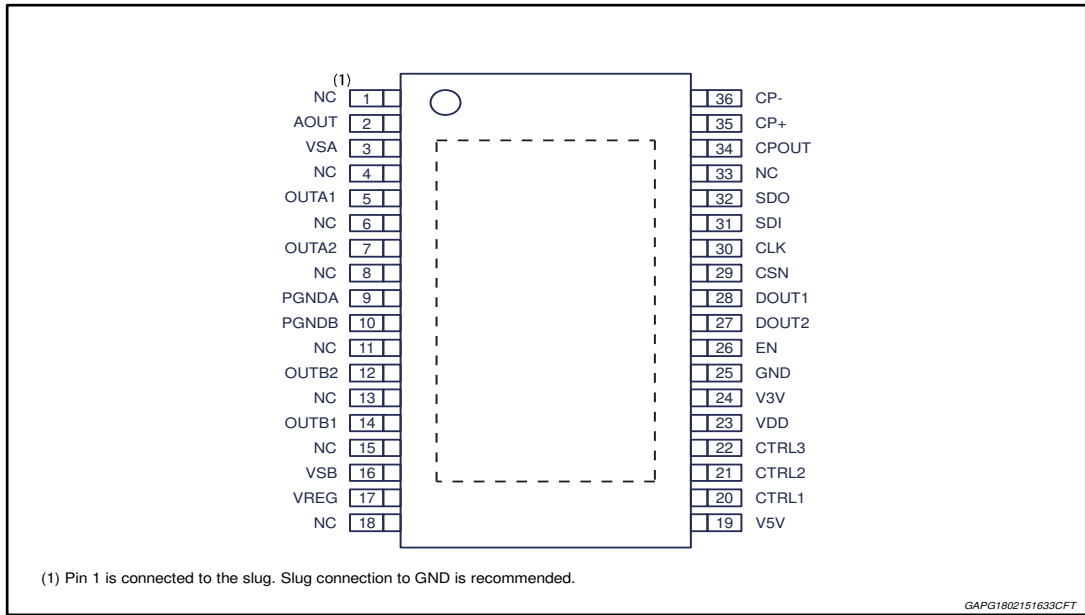 (1)
NC 1 36 CP-
AOUT 2 35 CP+
VSA 3 34 CPOUT
NC 4 33 NC
OUTA1 5 32 SDO
NC 6 31 SDI
OUTA2 7 30 CLK
NC 8 29 CSN
PGNDA 9 28 DOUT1
PGNDB 10 27 DOUT2
NC 11 26 EN
OUTB2 12 25 GND
NC 13 24 V3V
OUTB1 14 23 VDD
NC 15 22 CTRL3
VSB 16 21 CTRL2
VREG 17 20 CTRL1
NC 18 19 V5V
(1) Pin 1 is connected to the slug. Slug connection to GND is recommended.
GAPG1802151633CFT